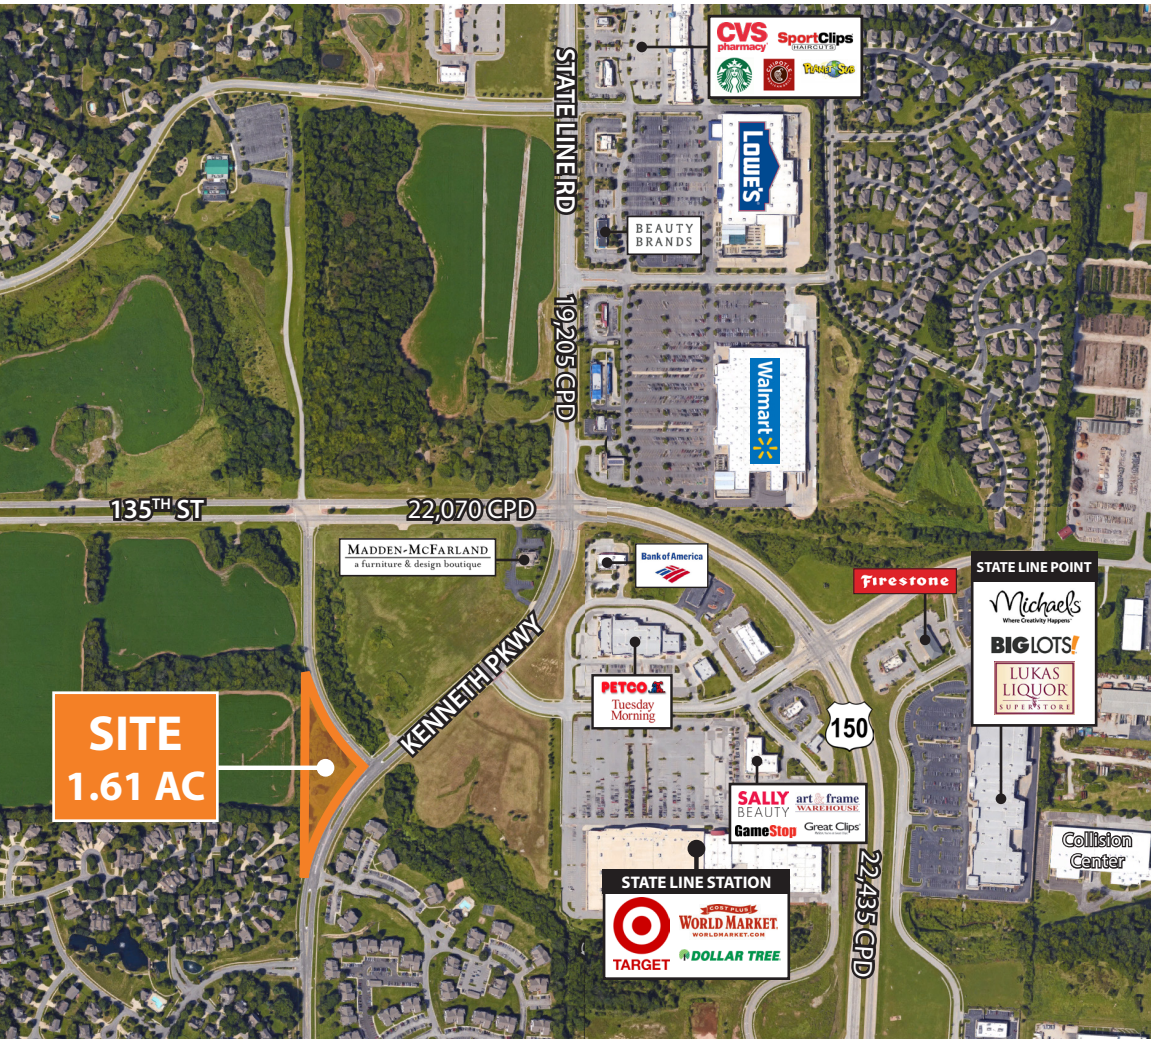 CVS
pharmacy
SportClips
HAIRCUTS
CHIPOTLE
PLANET SUB
STATE LINE RD
LOWE'S
BEAUTY
BRANDS
19,205 CPD
Walmart
135TH ST
22,070 CPD
MADDEN-MCFARLAND
a furniture & design boutique
Bank of America
Firestone
STATE LINE POINT
Michaels
Where Creativity Happens
BIG LOTS!
LUKAS
LIQUOR
SUPERSTORE
KENNETH PKWY
PETCO
Tuesday
Morning
SITE
1.61 AC
150
SALLY
BEAUTY
art & frame
WAREHOUSE
GameStop
Great Clips
Collision
Center
22,435 CPD
STATE LINE STATION
TARGET
COST PLUS
WORLD MARKET
WORLDMARKET.COM
DOLLAR TREE